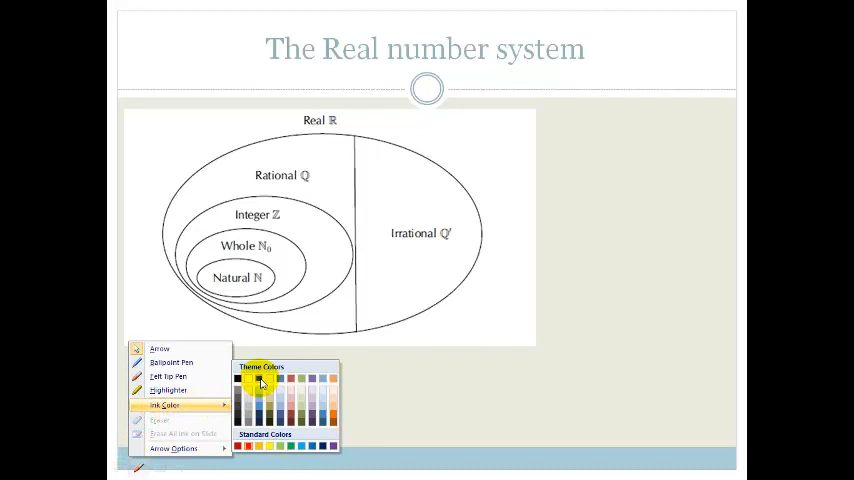 The Real number system
Real ℝ
Rational ℚ
Integer ℤ
Whole ℕ₀
Natural ℕ
Irrational ℚ′
Arrow
Ballpoint Pen
Felt Tip Pen
Highlighter
Ink Color
Eraser
Erase All Ink on Slide
Arrow Options
Theme Colors
Standard Colors